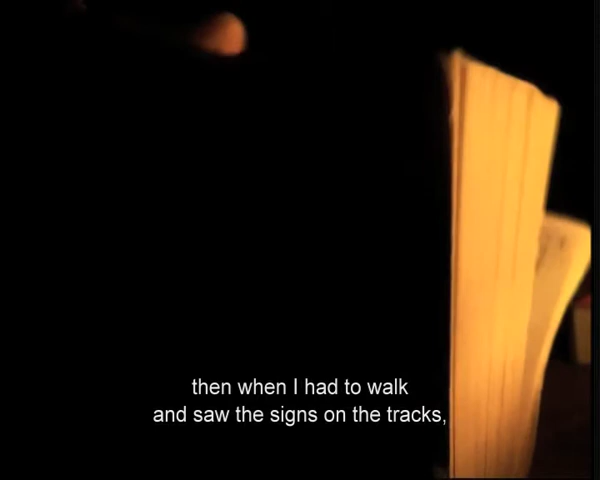 then when I had to walk
and saw the signs on the tracks,